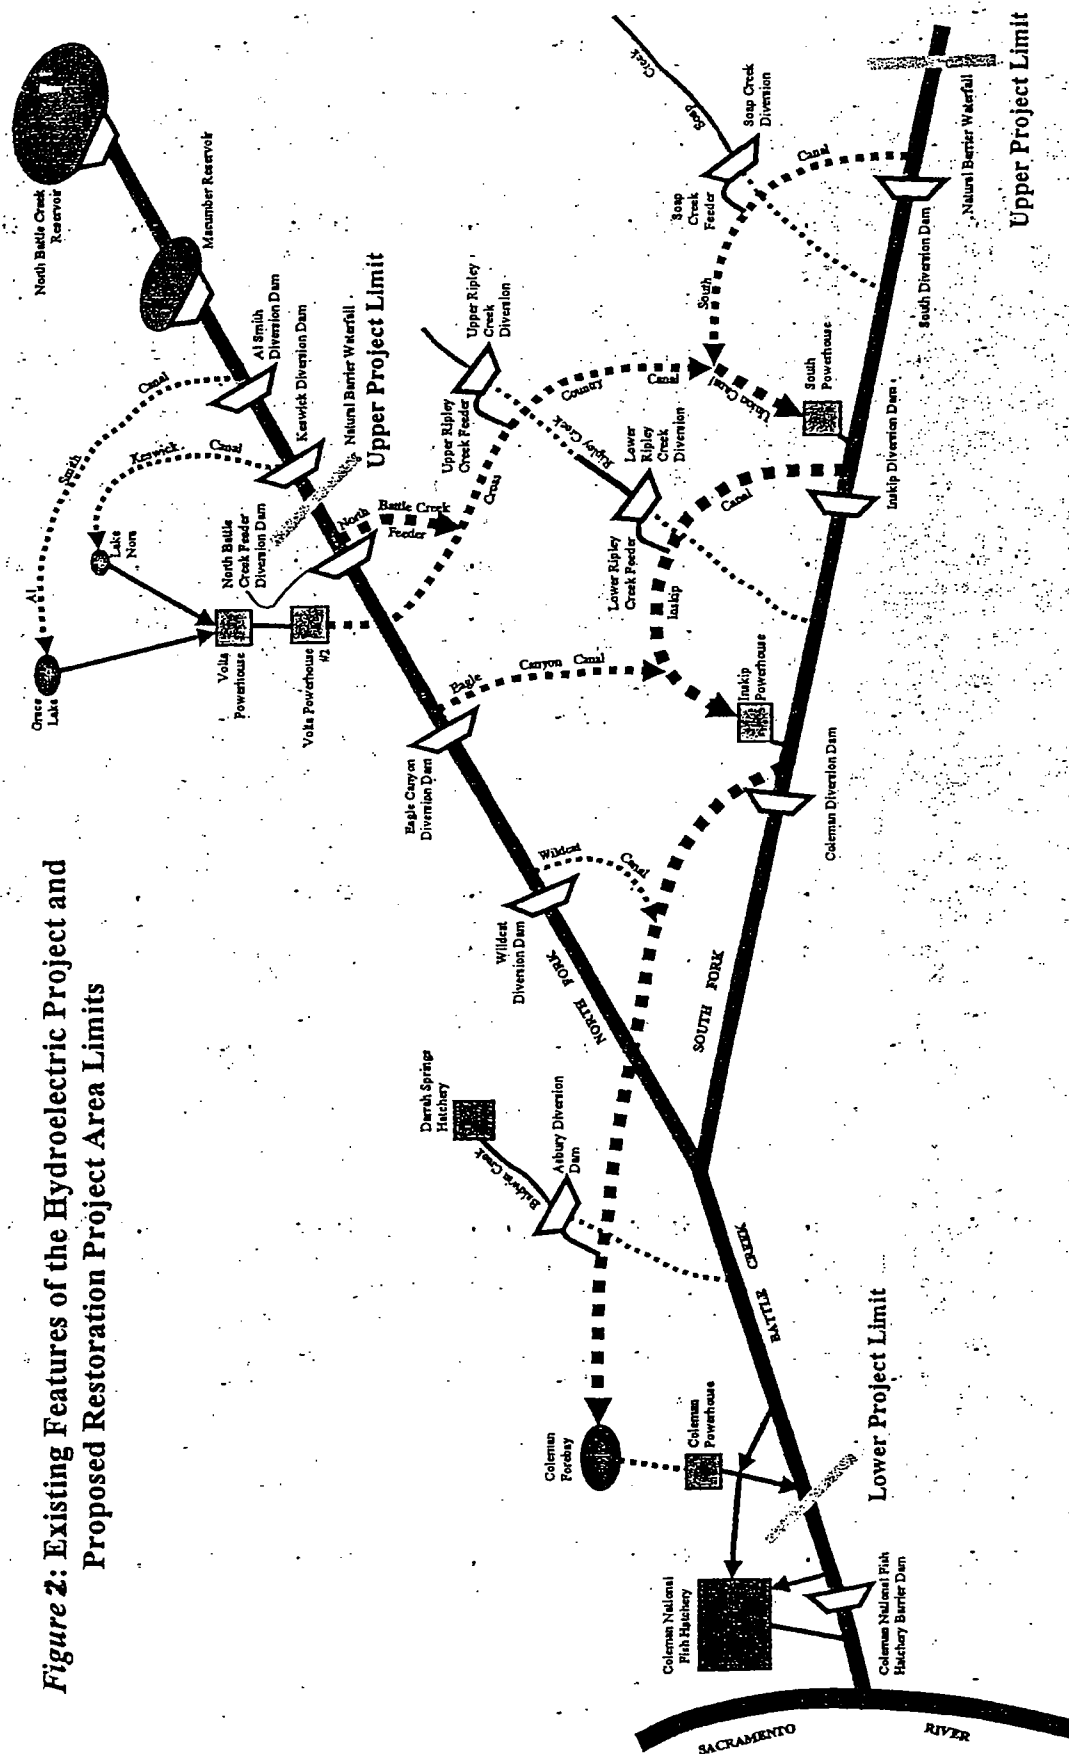 Figure 2: Existing Features of the Hydroelectric Project and
Proposed Restoration Project Area Limits
North Battle Creek
Reservoir
Macumber Reservoir
Al Smith
Diversion Dam
Keswick Diversion Dam
Natural Barrier Waterfall
Upper Project Limit
Al Smith Canal
Keswick Canal
Grace
Lake
Lake
Nora
Volta
Powerhouse
North Battle
Creek Feeder
Diversion Dam
Volta Powerhouse
#2
North Battle Creek
Feeder
Cross Country Canal
Upper Ripley
Creek
Diversion
Upper Ripley
Creek Feeder
Ripley Creek
Lower
Ripley
Creek
Diversion
Lower Ripley
Creek Feeder
Soap Creek
Soap Creek
Diversion
Soap
Creek
Feeder
South Canal
Union Canal
South
Powerhouse
South Diversion Dam
Natural Barrier Waterfall
Upper Project Limit
Inskip Diversion Dam
Inskip Canal
Inskip
Powerhouse
Eagle Canyon Canal
Eagle Canyon
Diversion Dam
Coleman Diversion Dam
Wildcat Canal
Wildcat
Diversion Dam
NORTH FORK
SOUTH FORK
Darrah Springs
Hatchery
Baldwin Creek
Asbury Diversion
Dam
BATTLE CREEK
Coleman
Forebay
Coleman
Powerhouse
Lower Project Limit
Coleman National
Fish Hatchery
Coleman National Fish
Hatchery Barrier Dam
SACRAMENTO RIVER